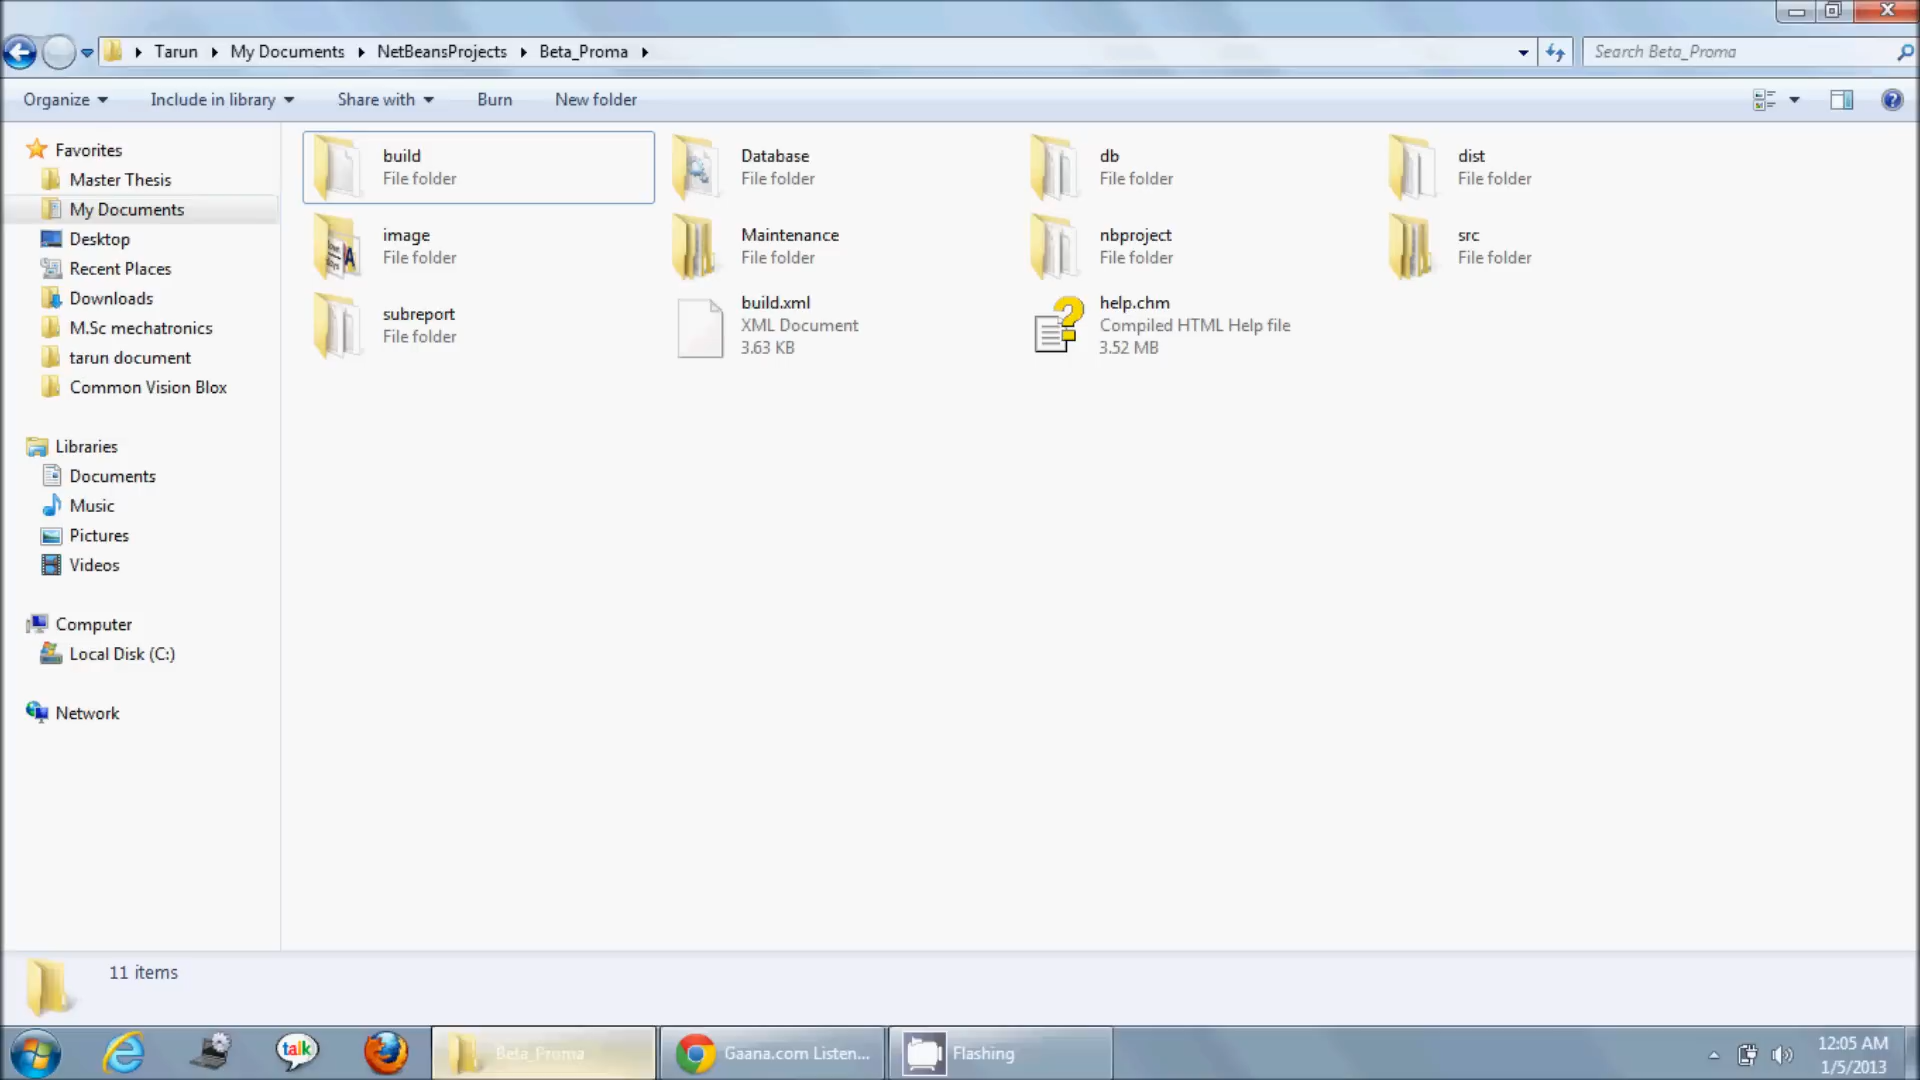 Tarun
My Documents
NetBeansProjects
Beta_Proma
Search Beta_Proma
Organize
Include in library
Share with
Burn
New folder
Favorites
Master Thesis
My Documents
Desktop
Recent Places
Downloads
M.Sc mechatronics
tarun document
Common Vision Blox
Libraries
Documents
Music
Pictures
Videos
Computer
Local Disk (C:)
Network
build
File folder
Database
File folder
db
File folder
dist
File folder
image
File folder
Maintenance
File folder
nbproject
File folder
src
File folder
subreport
File folder
build.xml
XML Document
3.63 KB
help.chm
Compiled HTML Help file
3.52 MB
11 items
talk
Beta_Proma
Gaana.com Listen...
Flashing
12:05 AM
1/5/2013